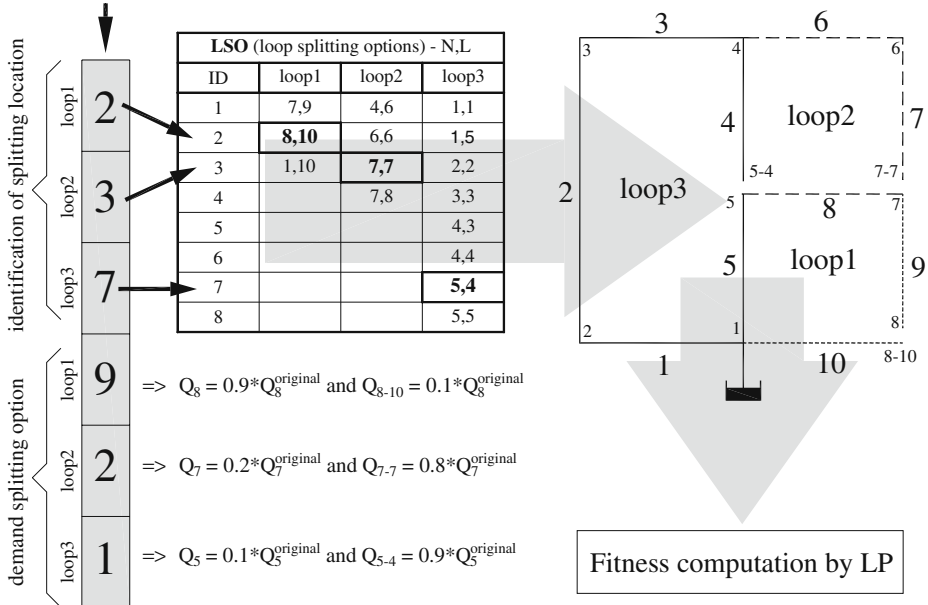 identification of splitting location
loop1
loop2
loop3
2
3
7
LSO (loop splitting options) - N,L
ID loop1 loop2 loop3
1 7,9 4,6 1,1
2 8,10 6,6 1,5
3 1,10 7,7 2,2
4 7,8 3,3
5 4,3
6 4,4
7 5,4
8 5,5
demand splitting option
loop1
loop2
loop3
9 => Q8 = 0.9*Q8original and Q8-10 = 0.1*Q8original
2 => Q7 = 0.2*Q7original and Q7-7 = 0.8*Q7original
1 => Q5 = 0.1*Q5original and Q5-4 = 0.9*Q5original
3 6
3 4 6
4 loop2 7
5-4 7-7
2 loop3 5 8 7
5 loop1 9
2 1 8
1 10 8-10
Fitness computation by LP